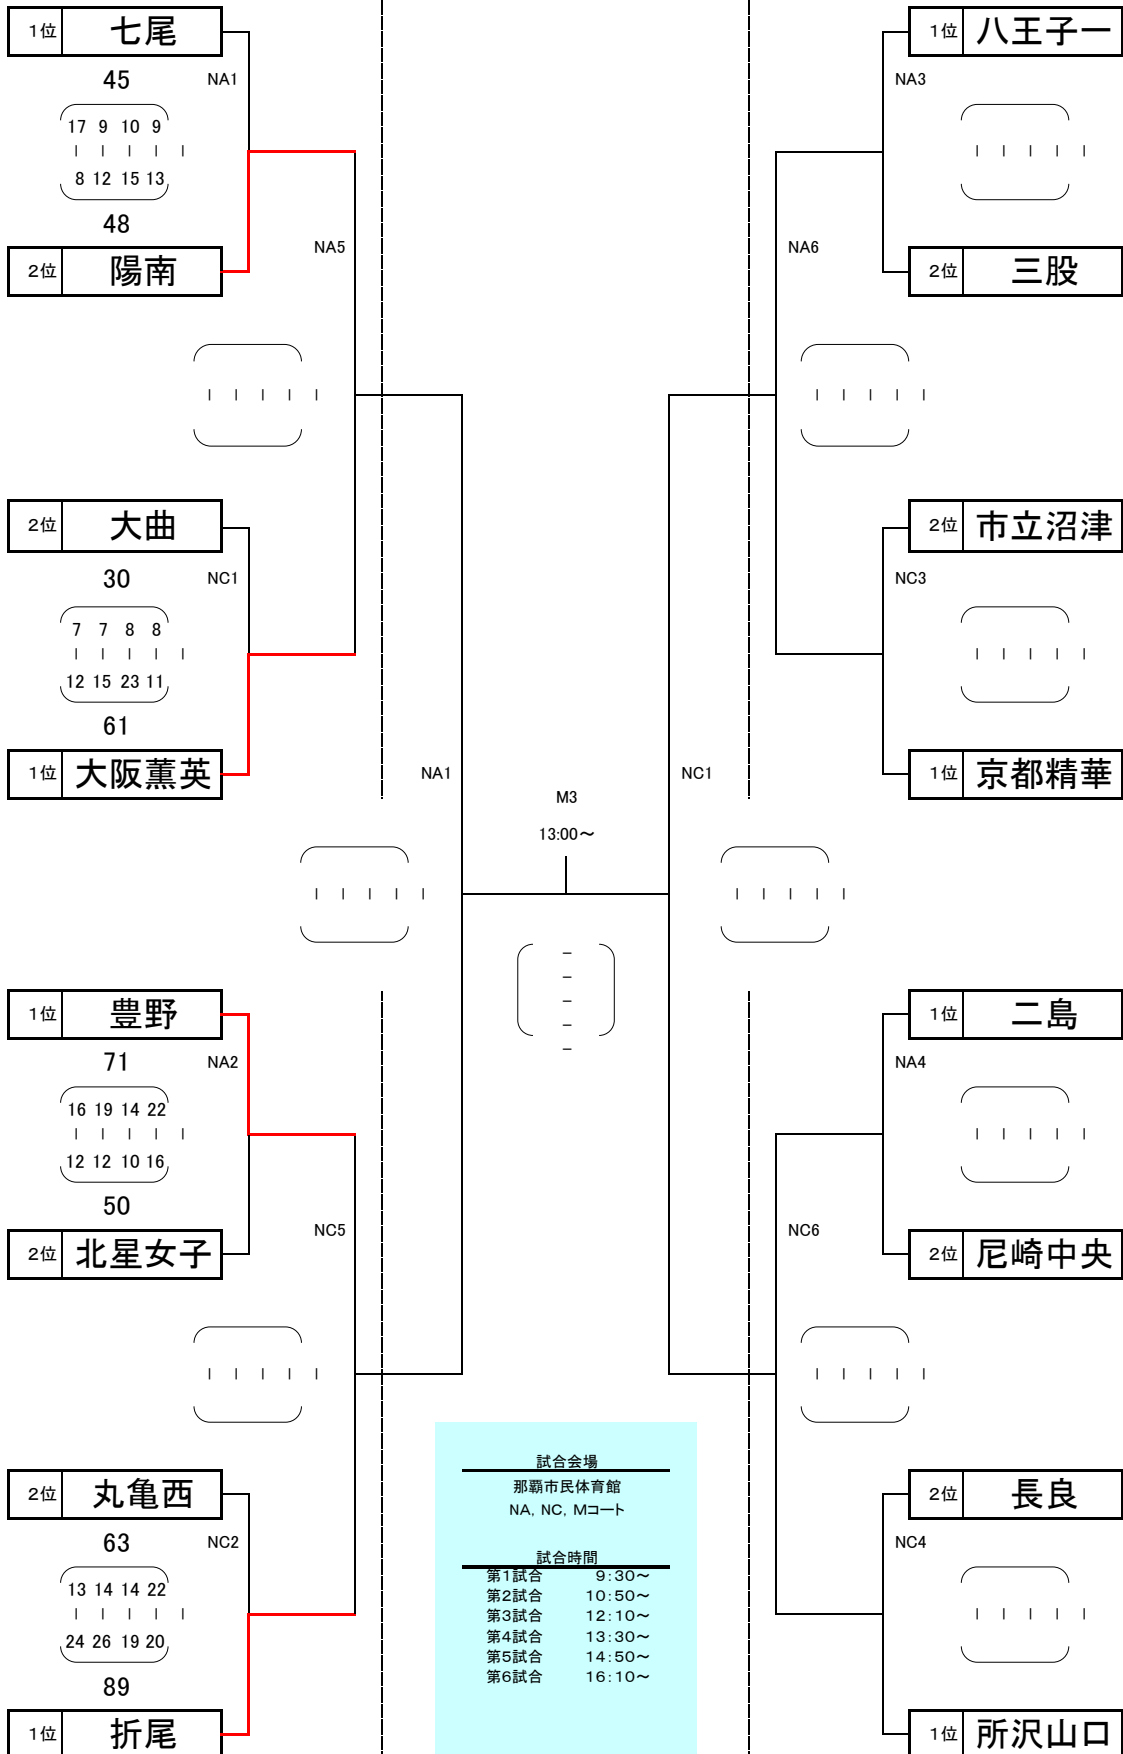 1位 七尾
45
NA1
17 9 10 9
8 12 15 13
48
2位 陽南
NA5
2位 大曲
30
NC1
7 7 8 8
12 15 23 11
61
1位 大阪薫英
NA1
1位 豊野
71
NA2
16 19 14 22
12 12 10 16
50
2位 北星女子
NC5
2位 丸亀西
63
NC2
13 14 14 22
24 26 19 20
89
1位 折尾
M3
13:00～
－
－
－
－
－
試合会場
那覇市民体育館
NA, NC, Mコート
試合時間
第1試合 9:30～
第2試合 10:50～
第3試合 12:10～
第4試合 13:30～
第5試合 14:50～
第6試合 16:10～
1位 八王子一
NA3
2位 三股
NA6
2位 市立沼津
NC3
1位 京都精華
NC1
1位 二島
NA4
2位 尼崎中央
NC6
2位 長良
NC4
1位 所沢山口